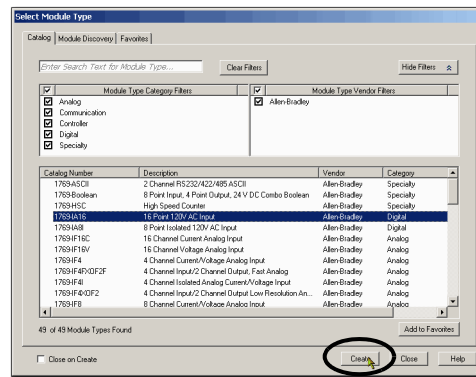 Select Module Type
Catalog Module Discovery Favorites
Enter Search Text for Module Type... Clear Filters Hide Filters
Module Type Category Filters Module Type Vendor Filters
Analog Allen-Bradley
Communication
Controller
Digital
Specialty
Catalog Number Description Vendor Category
1769-ASCII 2 Channel RS232/422/485 ASCII Allen-Bradley Specialty
1769-Boolean 8 Point Input, 4 Point Output, 24 V DC Combo Boolean Allen-Bradley Specialty
1769-HSC High Speed Counter Allen-Bradley Specialty
1769-IA16 16 Point 120V AC Input Allen-Bradley Digital
1769-IA8I 8 Point Isolated 120V AC Input Allen-Bradley Digital
1769-IF16C 16 Channel Current Analog Input Allen-Bradley Analog
1769-IF16V 16 Channel Voltage Analog Input Allen-Bradley Analog
1769-IF4 4 Channel Current/Voltage Analog Input Allen-Bradley Analog
1769-IF4FXOF2F 4 Channel Input/2 Channel Output, Fast Analog Allen-Bradley Analog
1769-IF4I 4 Channel Isolated Analog Current/Voltage Input Allen-Bradley Analog
1769-IF4XOF2 4 Channel Input/2 Channel Output Low Resolution An... Allen-Bradley Analog
1769-IF8 8 Channel Current/Voltage Analog Input Allen-Bradley Analog
49 of 49 Module Types Found Add to Favorites
Close on Create Create Close Help